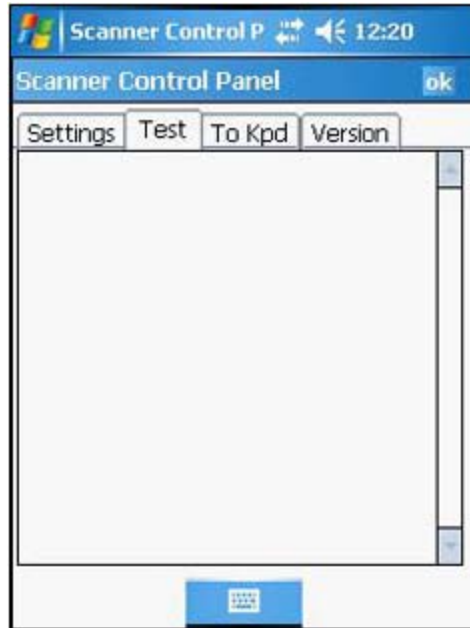 Scanner Control P 12:20
Scanner Control Panel ok
Settings Test To Kpd Version